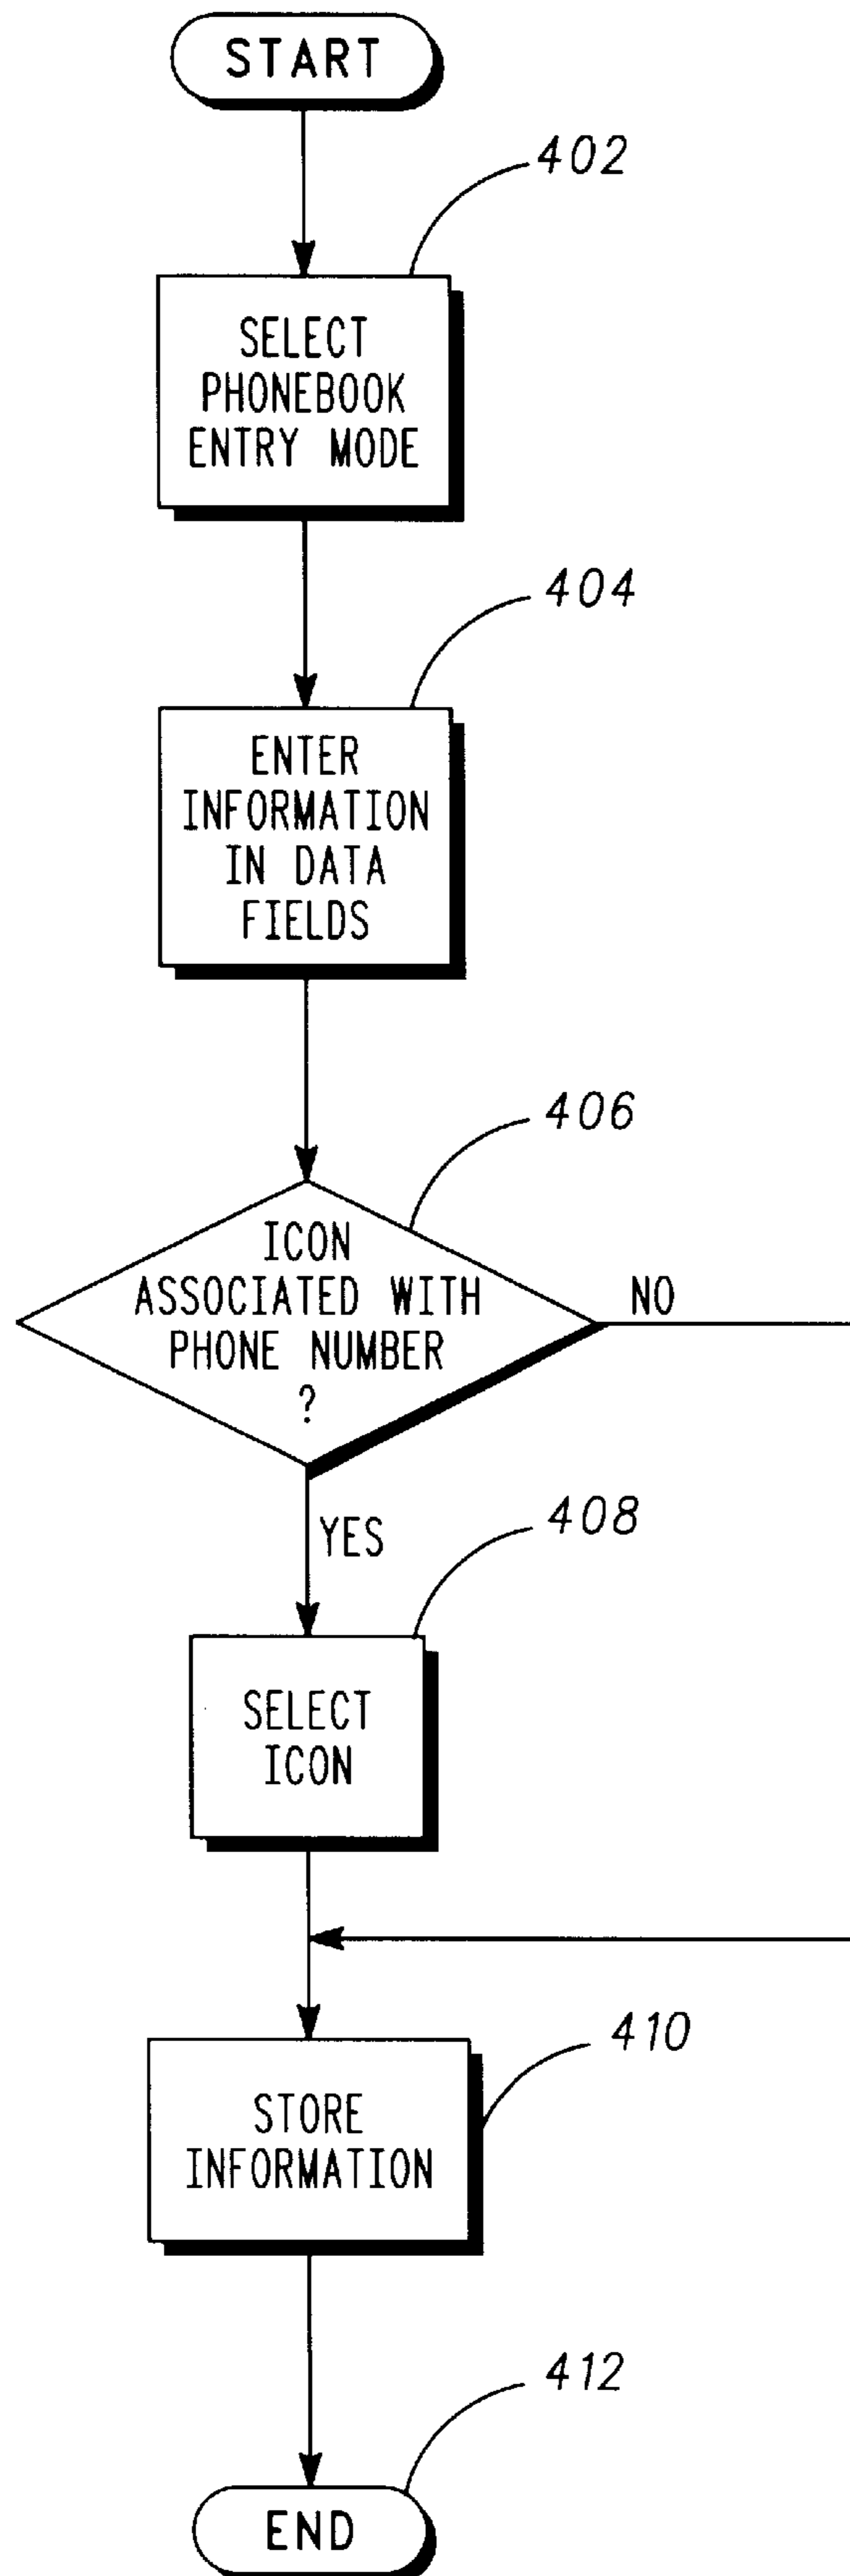 START
402
SELECT
PHONEBOOK
ENTRY MODE
404
ENTER
INFORMATION
IN DATA
FIELDS
406
ICON
ASSOCIATED WITH
PHONE NUMBER
?
NO
YES
408
SELECT
ICON
410
STORE
INFORMATION
412
END